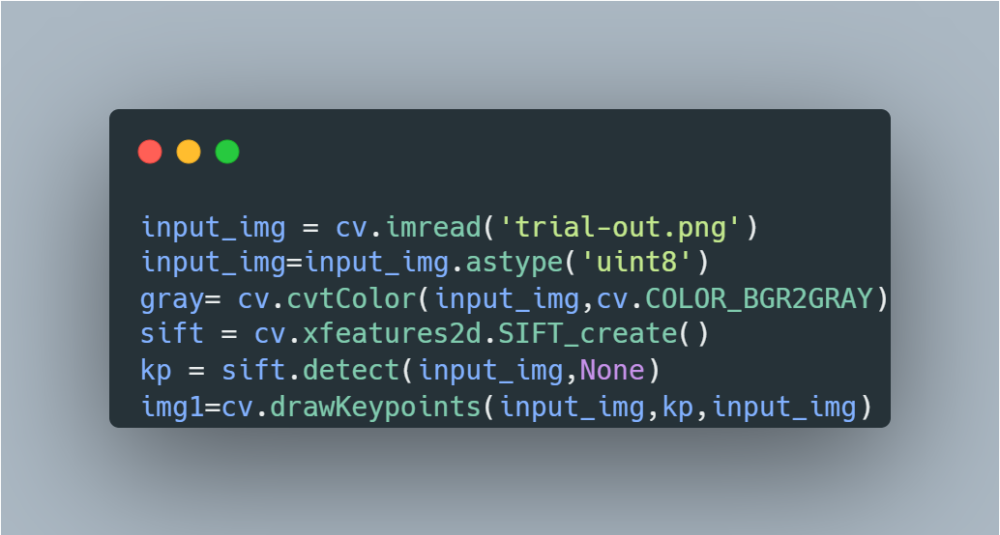 input_img = cv.imread('trial-out.png')
input_img=input_img.astype('uint8')
gray= cv.cvtColor(input_img,cv.COLOR_BGR2GRAY)
sift = cv.xfeatures2d.SIFT_create()
kp = sift.detect(input_img,None)
img1=cv.drawKeypoints(input_img,kp,input_img)